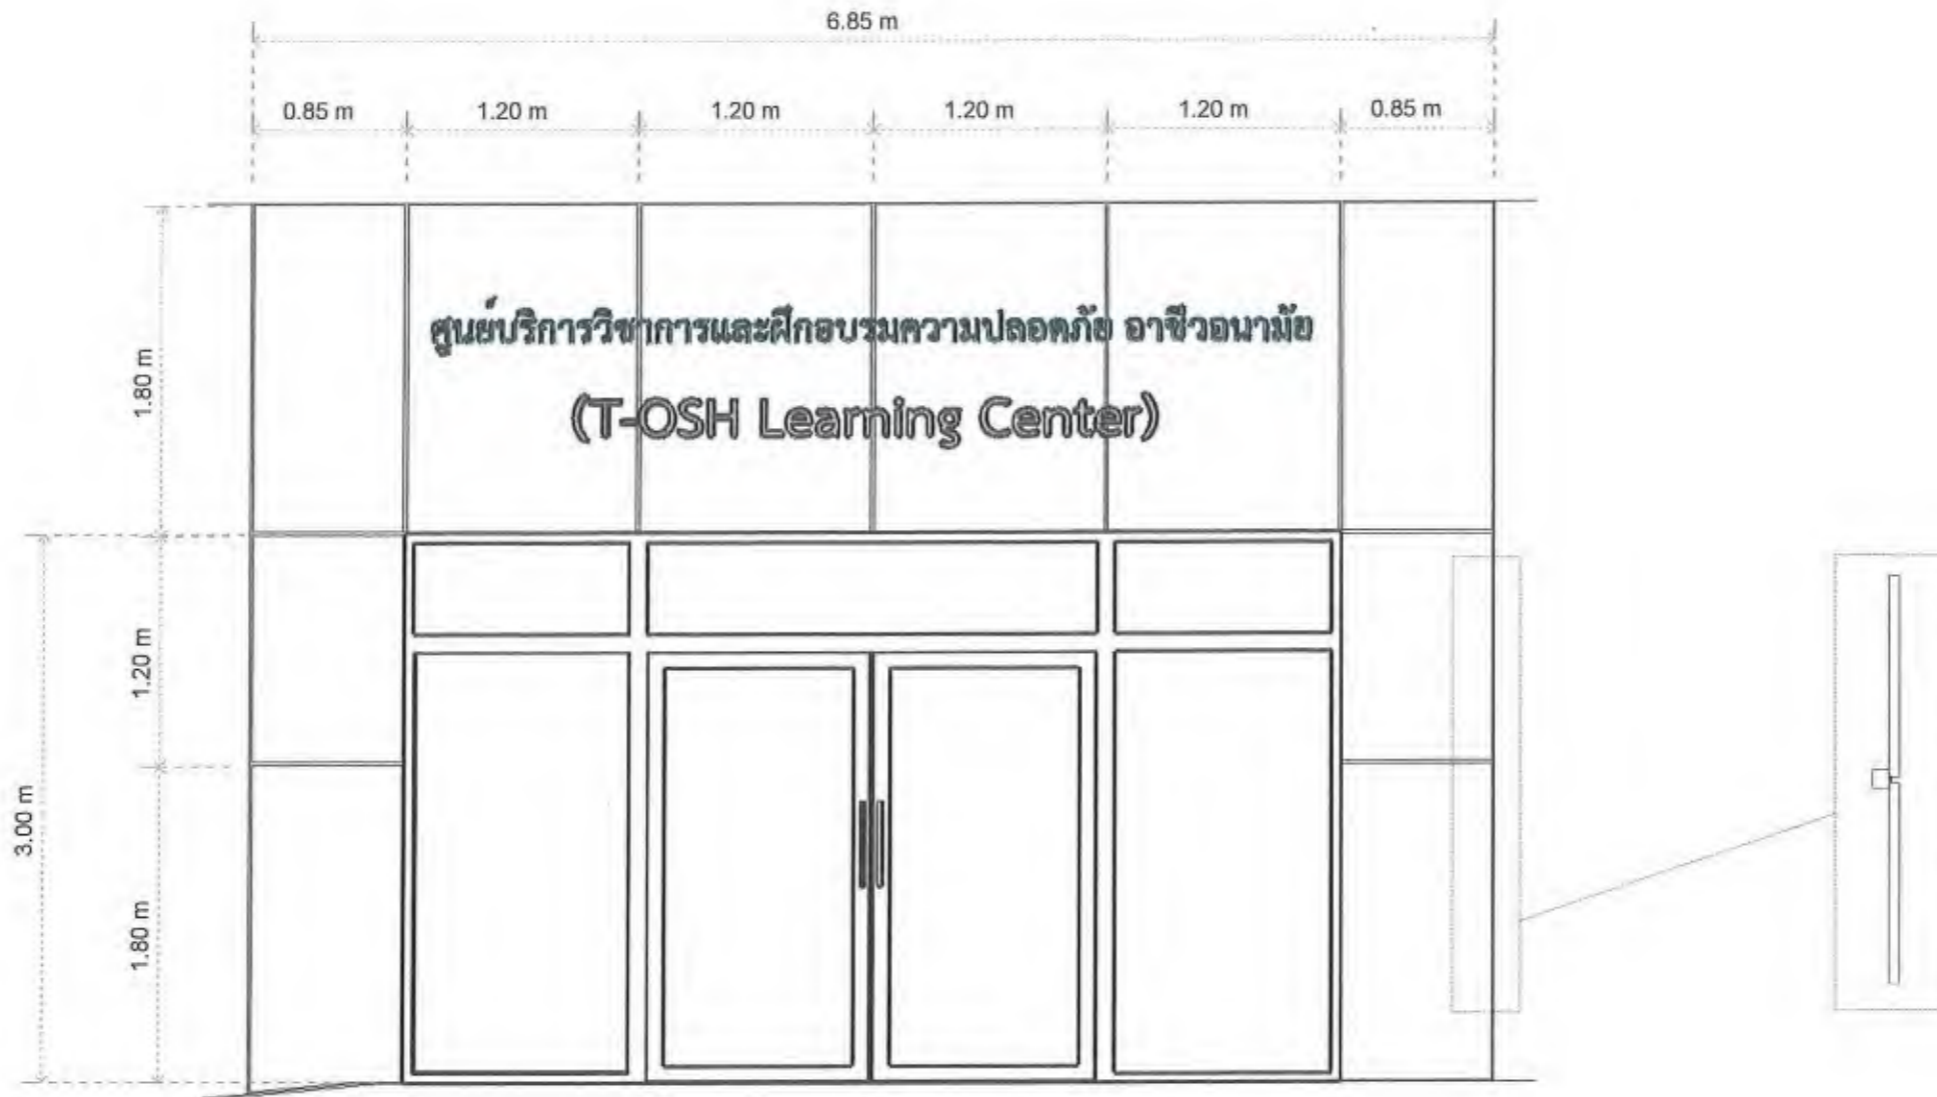 6.85 m
0.85 m 1.20 m 1.20 m 1.20 m 1.20 m 0.85 m
ศูนย์บริการวิชาการและฝึกอบรมความปลอดภัย อาชีวอนามัย
(T-OSH Learning Center)
1.80 m
1.20 m
3.00 m
1.80 m